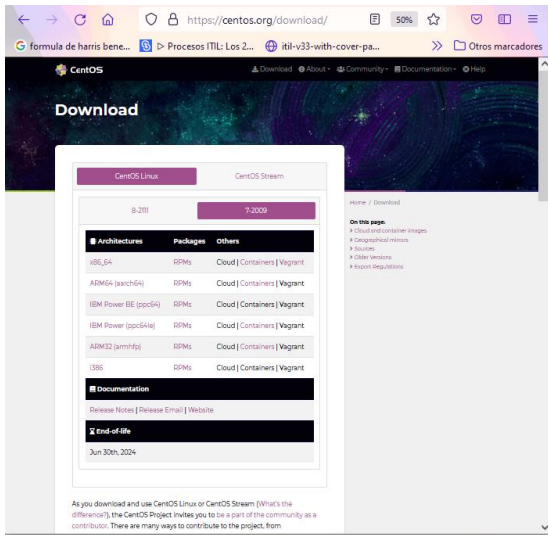 https://centos.org/download/
50%
formula de harris bene...
Procesos ITIL: Los 2...
itil-v33-with-cover-pa...
Otros marcadores
CentOS
Download
About
Community
Documentation
Help
Download
CentOS Linux
CentOS Stream
8-2111
7-2009
Home / Download
On this page:
Cloud and container images
Geographical mirrors
Sources
Older Versions
Export Regulations
Architectures Packages Others
x86_64 RPMs Cloud | Containers | Vagrant
ARM64 (aarch64) RPMs Cloud | Containers | Vagrant
IBM Power BE (ppc64) RPMs Cloud | Containers | Vagrant
IBM Power (ppc64le) RPMs Cloud | Containers | Vagrant
ARM32 (armhfp) RPMs Cloud | Containers | Vagrant
i386 RPMs Cloud | Containers | Vagrant
Documentation
Release Notes | Release Email | Website
End-of-life
Jun 30th, 2024
As you download and use CentOS Linux or CentOS Stream (What's the
difference?), the CentOS Project invites you to be a part of the community as a
contributor. There are many ways to contribute to the project, from